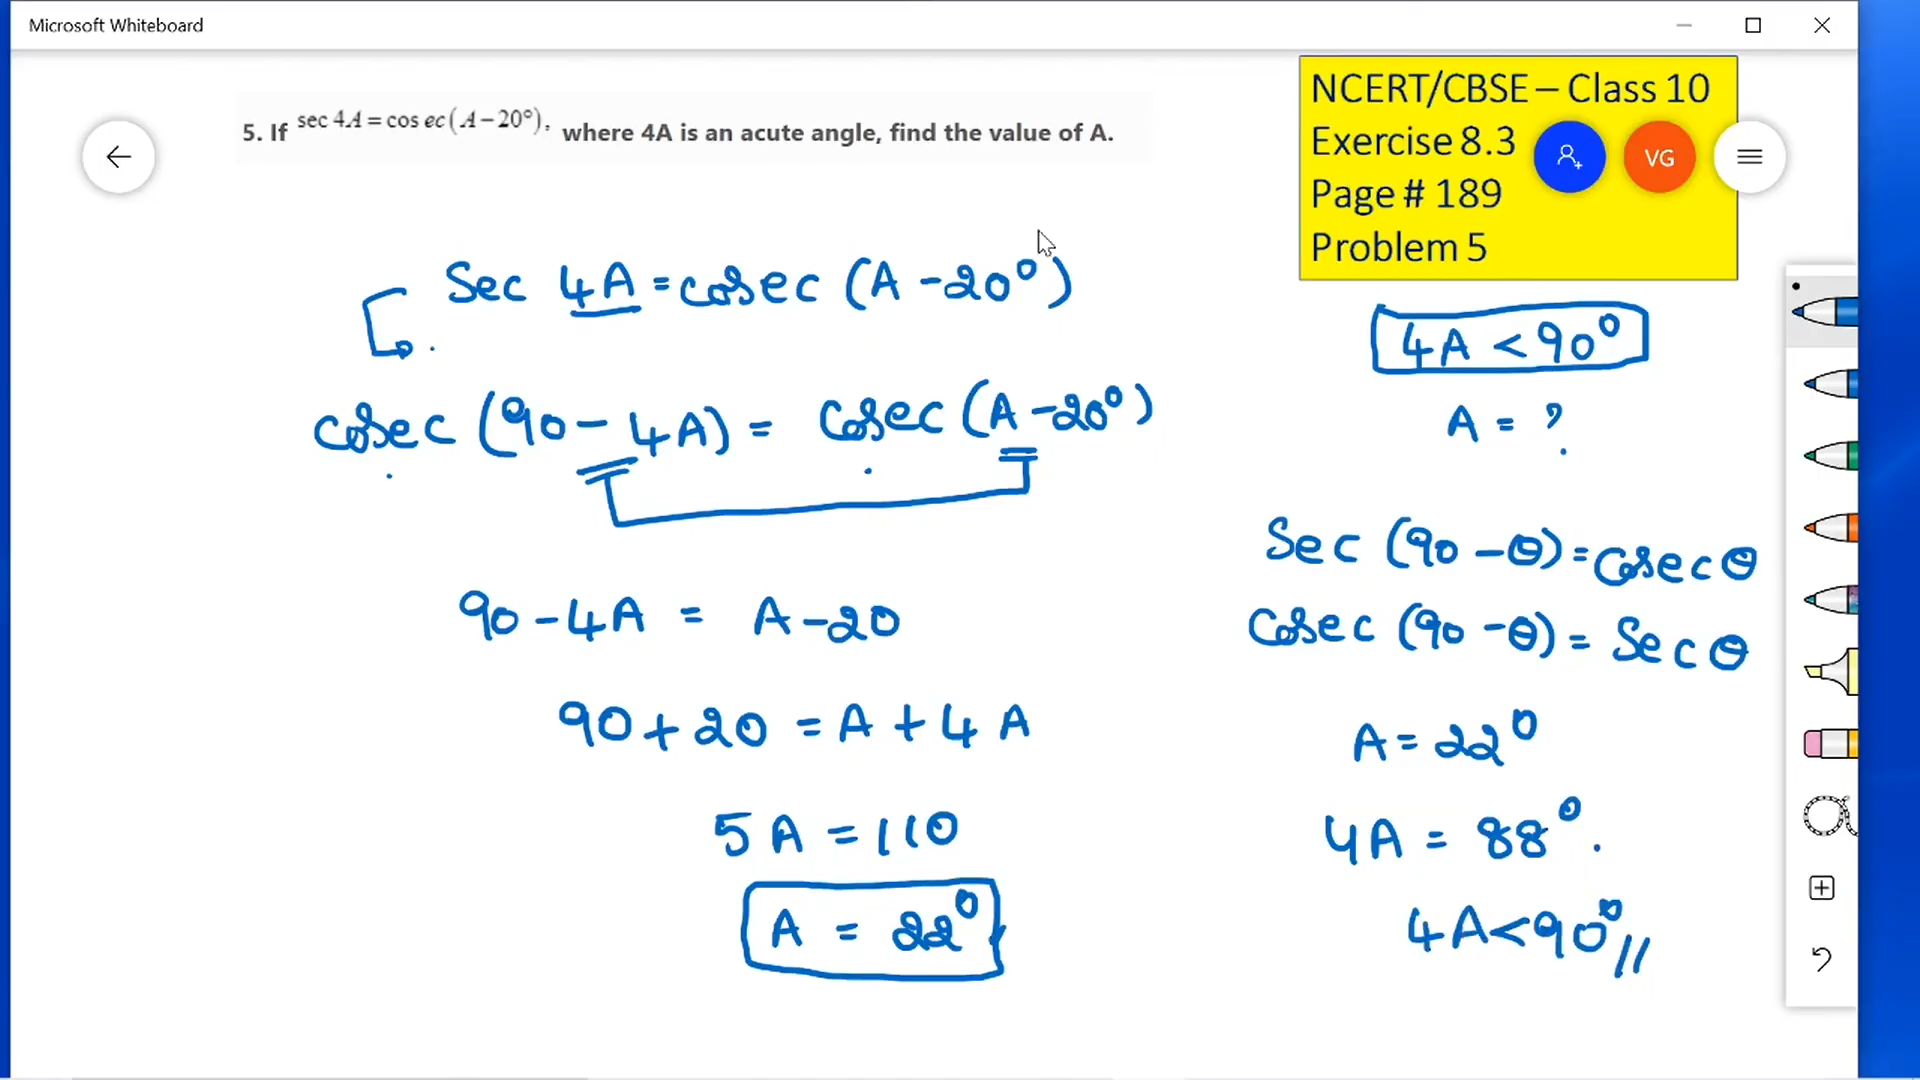 Microsoft Whiteboard
5. If sec 4A = cos ec(A−20°), where 4A is an acute angle, find the value of A.
NCERT/CBSE – Class 10
Exercise 8.3
Page # 189
Problem 5
VG
Sec 4A = cosec (A - 20°)
cosec (90 - 4A) = cosec (A - 20°)
90 - 4A = A - 20
90 + 20 = A + 4 A
5 A = 110
A = 22°
4A < 90°
A = ?
Sec (90 - θ) = cosec θ
Cosec (90 - θ) = Sec θ
A = 22°
4A = 88° .
4A < 90° //